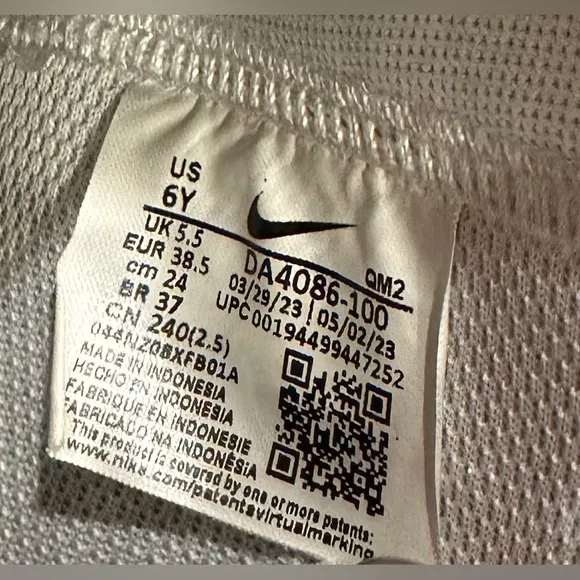 US
6Y
UK 5.5
EUR 38.5
cm 24
BR 37
CN 240(2.5)
QM2
DA4086-100
03/29/23 | 05/02/23
UPC 00194499447252
MADE IN INDONESIA
HECHO EN INDONESIA
FABRIQUE EN INDONESIE
FABRICADO NA INDONÉSIA
This product is covered by one or more patents:
www.nike.com/patentsvirtualmarking